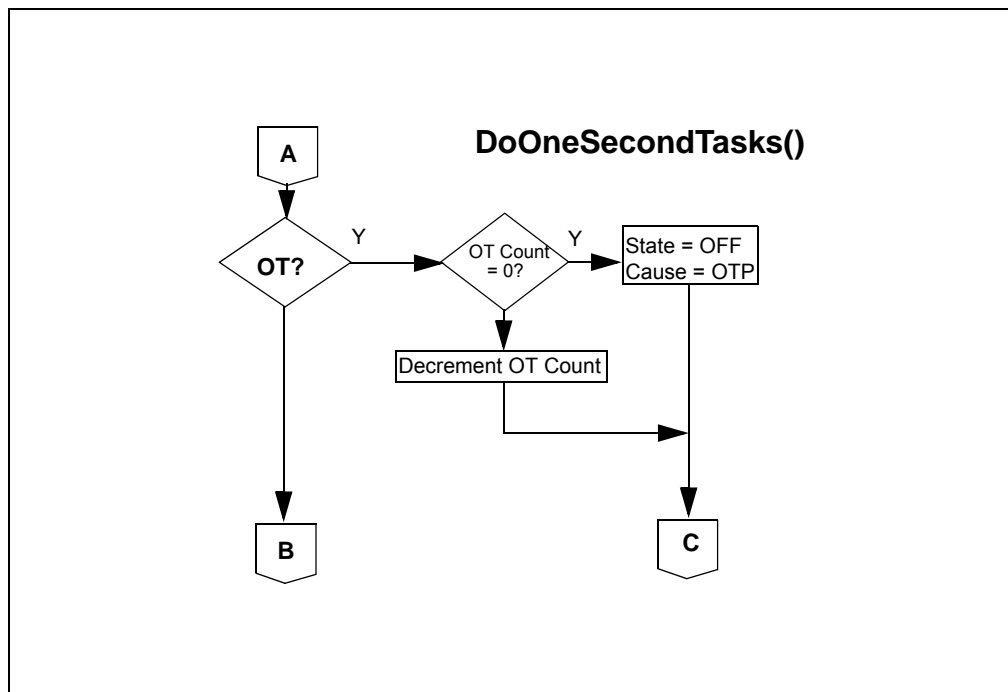 DoOneSecondTasks()
A
OT?
Y
OT Count
= 0?
Y
State = OFF
Cause = OTP
Decrement OT Count
B
C